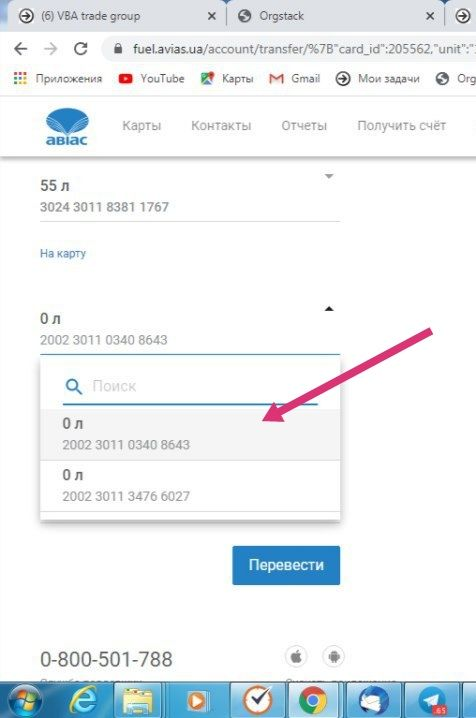 (6) VBA trade group
Orgstack
fuel.avias.ua/account/transfer/%7B"card_id":205562,"unit":"
Приложения
YouTube
Карты
Gmail
Мои задачи
Org
авіас
Карты
Контакты
Отчеты
Получить счёт
55 л
3024 3011 8381 1767
На карту
0 л
2002 3011 0340 8643
Поиск
0 л
2002 3011 0340 8643
0 л
2002 3011 3476 6027
Перевести
0-800-501-788
65